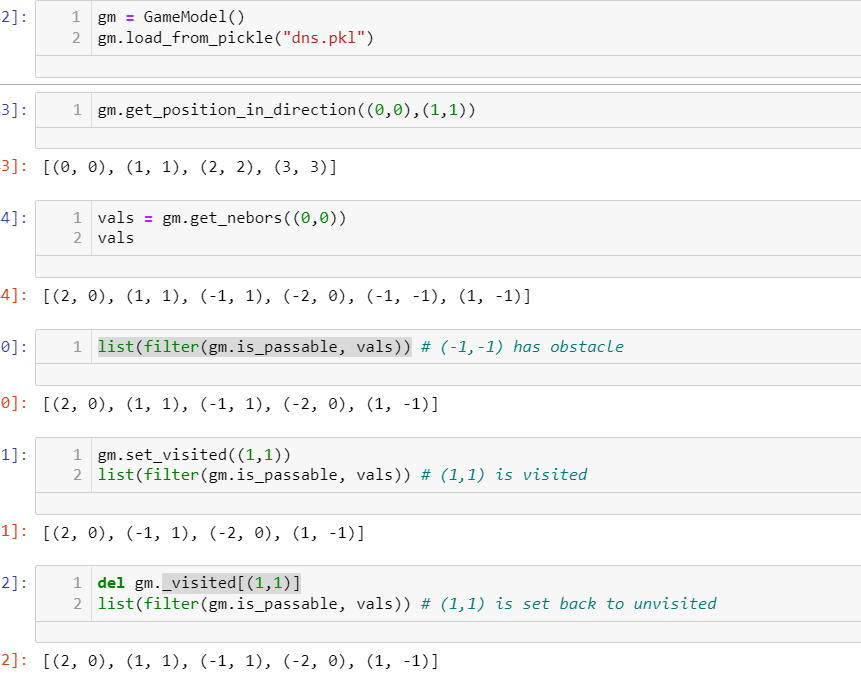 2]: 1 gm = GameModel()
2 gm.load_from_pickle("dns.pkl")
3]: 1 gm.get_position_in_direction((0,0),(1,1))
3]: [(0, 0), (1, 1), (2, 2), (3, 3)]
4]: 1 vals = gm.get_nebors((0,0))
2 vals
4]: [(2, 0), (1, 1), (-1, 1), (-2, 0), (-1, -1), (1, -1)]
0]: 1 list(filter(gm.is_passable, vals)) # (-1,-1) has obstacle
0]: [(2, 0), (1, 1), (-1, 1), (-2, 0), (1, -1)]
1]: 1 gm.set_visited((1,1))
2 list(filter(gm.is_passable, vals)) # (1,1) is visited
1]: [(2, 0), (-1, 1), (-2, 0), (1, -1)]
2]: 1 del gm._visited[(1,1)]
2 list(filter(gm.is_passable, vals)) # (1,1) is set back to unvisited
2]: [(2, 0), (1, 1), (-1, 1), (-2, 0), (1, -1)]